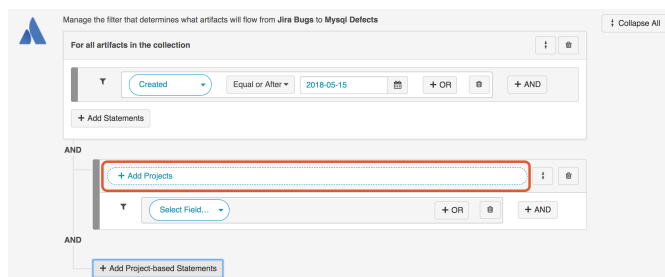 Manage the filter that determines what artifacts will flow from Jira Bugs to Mysql Defects
Collapse All
For all artifacts in the collection
Created Equal or After 2018-05-15 + OR + AND
+ Add Statements
AND
+ Add Projects
Select Field... + OR + AND
AND
+ Add Project-based Statements